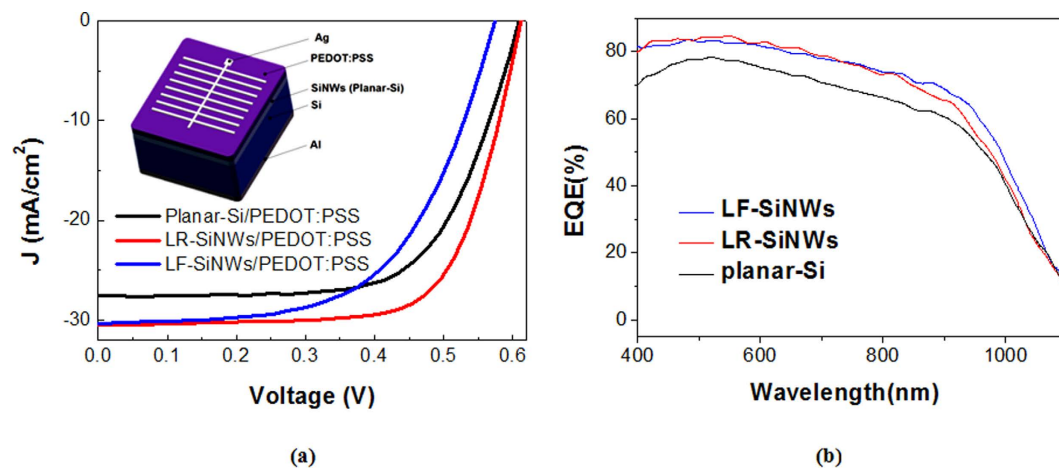 0
-10
-20
-30
J (mA/cm²)
Ag
PEDOT:PSS
SiNWs (Planar-Si)
Si
Al
Planar-Si/PEDOT:PSS
LR-SiNWs/PEDOT:PSS
LF-SiNWs/PEDOT:PSS
0.0 0.1 0.2 0.3 0.4 0.5 0.6
Voltage (V)
(a)
80
60
40
20
0
EQE(%)
LF-SiNWs
LR-SiNWs
planar-Si
400 600 800 1000
Wavelength(nm)
(b)